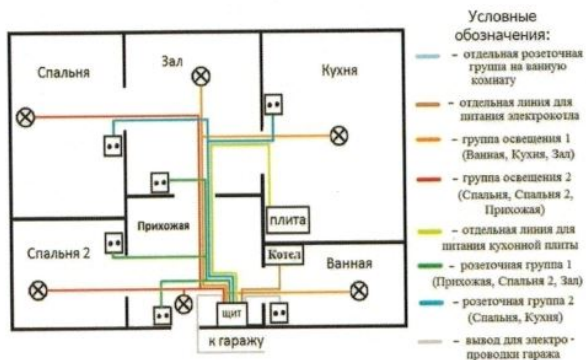 Условные
обозначения:
Спальня
Зал
Кухня
– отдельная розеточная
группа на ванную
комнату
– отдельная линия для
питания электрокотла
– группа освещения 1
(Ванная, Кухня, Зал)
– группа освещения 2
(Спальня, Спальня 2,
Прихожая)
– отдельная линия для
питания кухонной плиты
– розеточная группа 1
(Прихожая, Спальня 2, Зал)
– розеточная группа 2
(Спальня, Кухня)
– вывод для электро -
проводки гаража
Прихожая
плита
Спальня 2
Котел
Ванная
щит
к гаражу